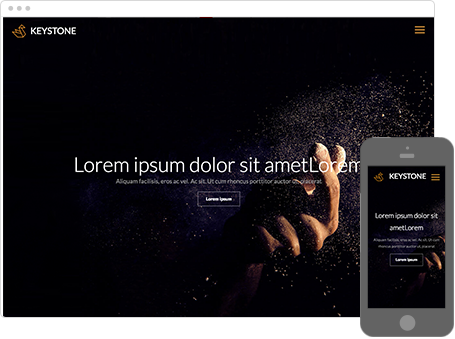 KEYSTONE
Lorem ipsum dolor sit ametLorem
Aliquam facilisis, eros ac vel. Ac sit. Ut cum rhoncus porttitor auctor displacerat
Lorem ipsum
KEYSTONE
Lorem ipsum dolor sit
ametLorem
Aliquam facilisis, eros ac vel. Ac sit. Ut
cum rhoncus porttitor auctor
displacerat
Lorem ipsum